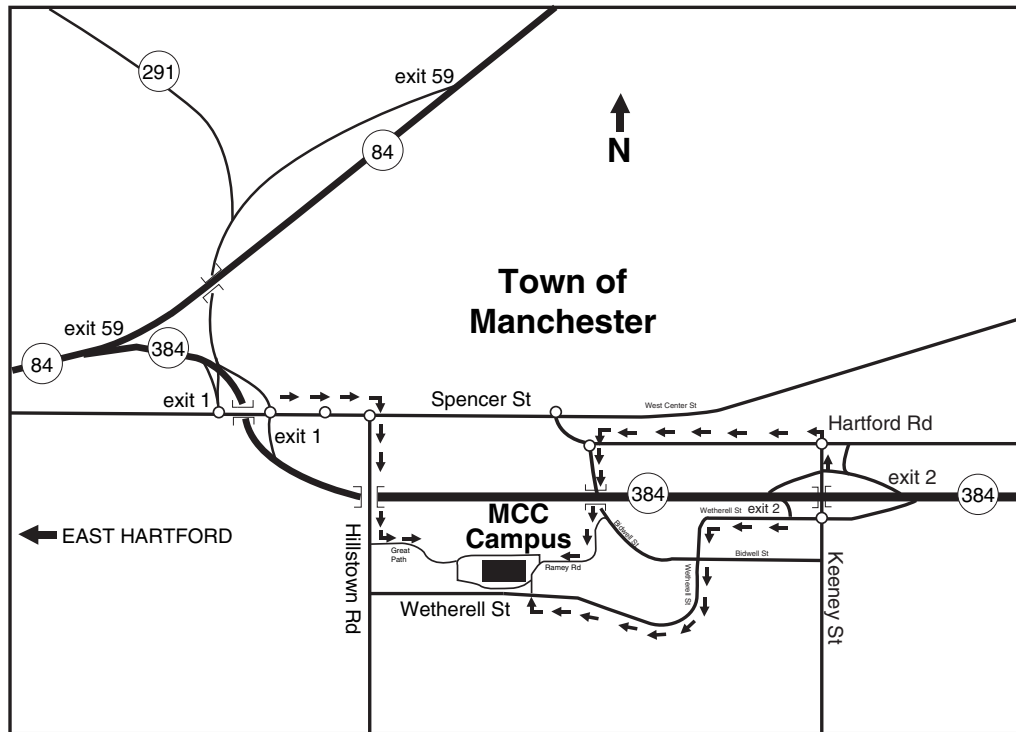 291
exit 59
84
N
Town of
Manchester
exit 59
384
84
exit 1
Spencer St
West Center St
Hartford Rd
exit 1
exit 2
384
384
MCC
Campus
Wetherell St
exit 2
EAST HARTFORD
Hillstown Rd
Great
Path
Ramey Rd
Bidwell St
Bidwell St
Wetherell St
Keeney St
Wetherell St